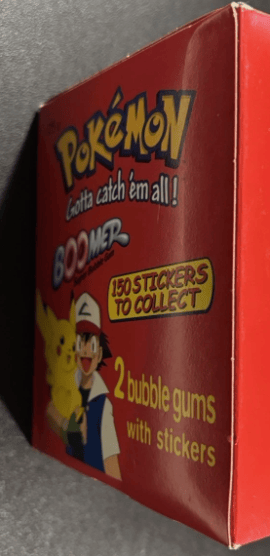 POKéMON
Gotta catch 'em all!
BOOMER
150 STICKERS
TO COLLECT
2 bubble gums
with stickers